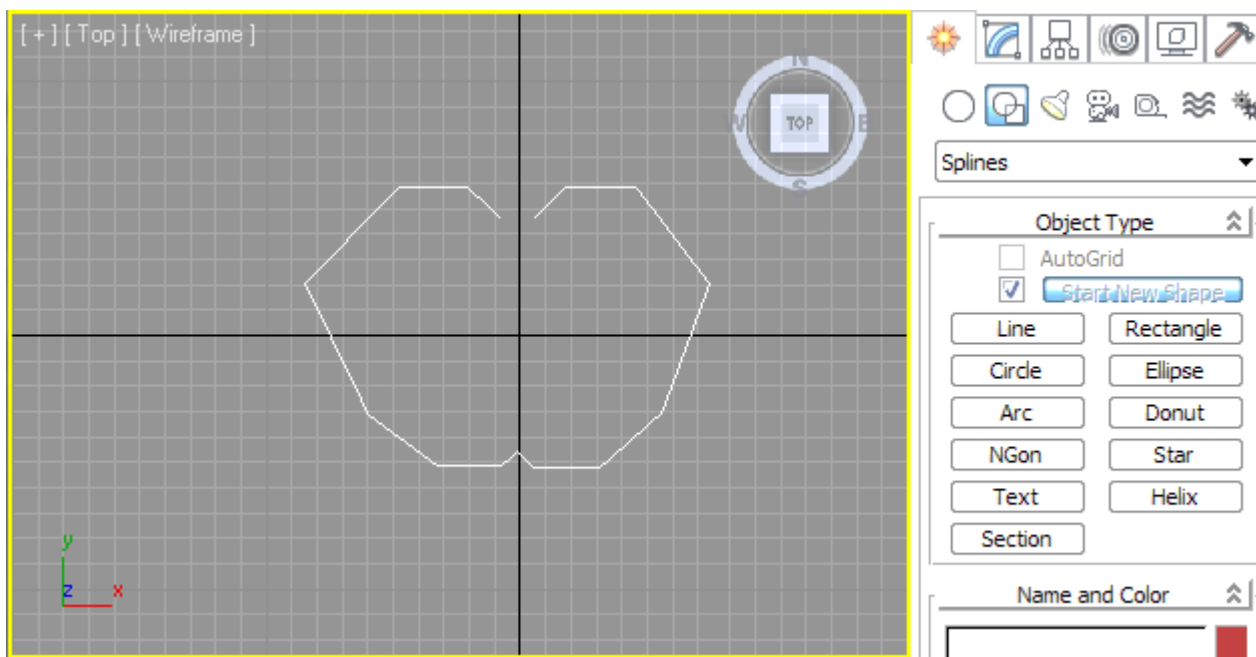 [ + ] [ Top ] [ Wireframe ]
N
W
TOP
E
S
y
z
x
Splines
Object Type
AutoGrid
Start New Shape
Line
Rectangle
Circle
Ellipse
Arc
Donut
NGon
Star
Text
Helix
Section
Name and Color